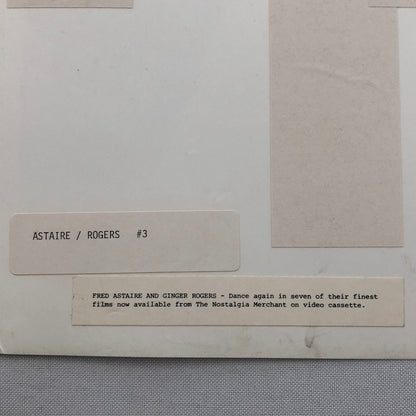 ASTAIRE / ROGERS #3
FRED ASTAIRE AND GINGER ROGERS - Dance again in seven of their finest
films now available from The Nostalgia Merchant on video cassette.